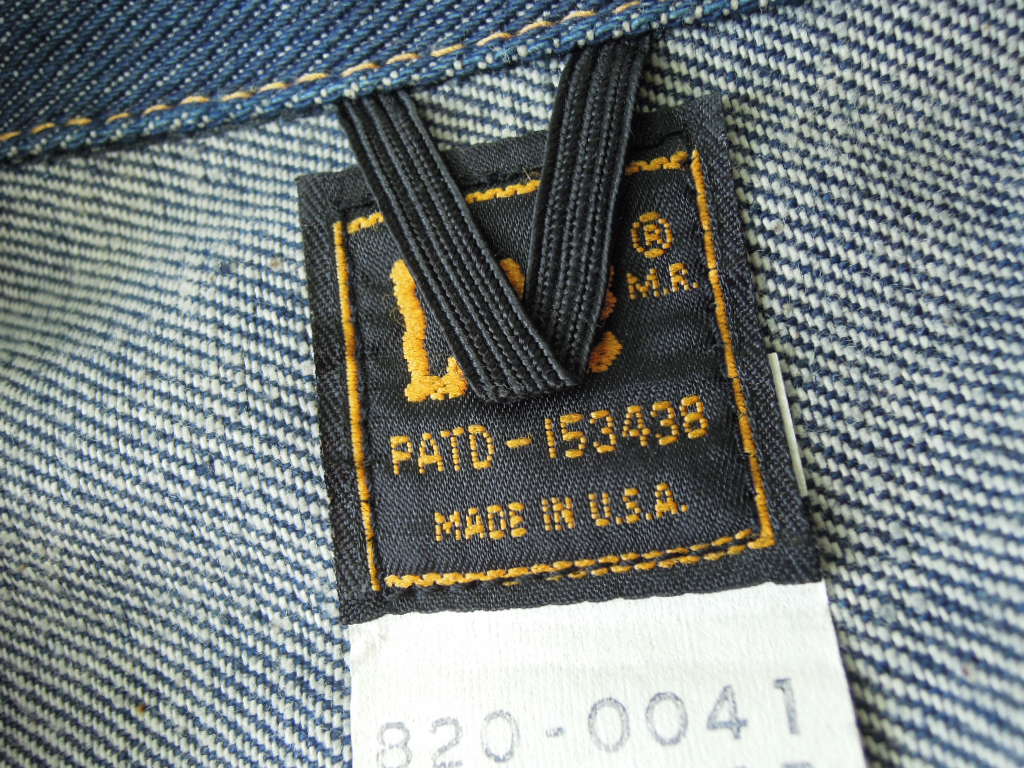 ®
M.R.
PATD-153438
MADE IN U.S.A.
820-0041